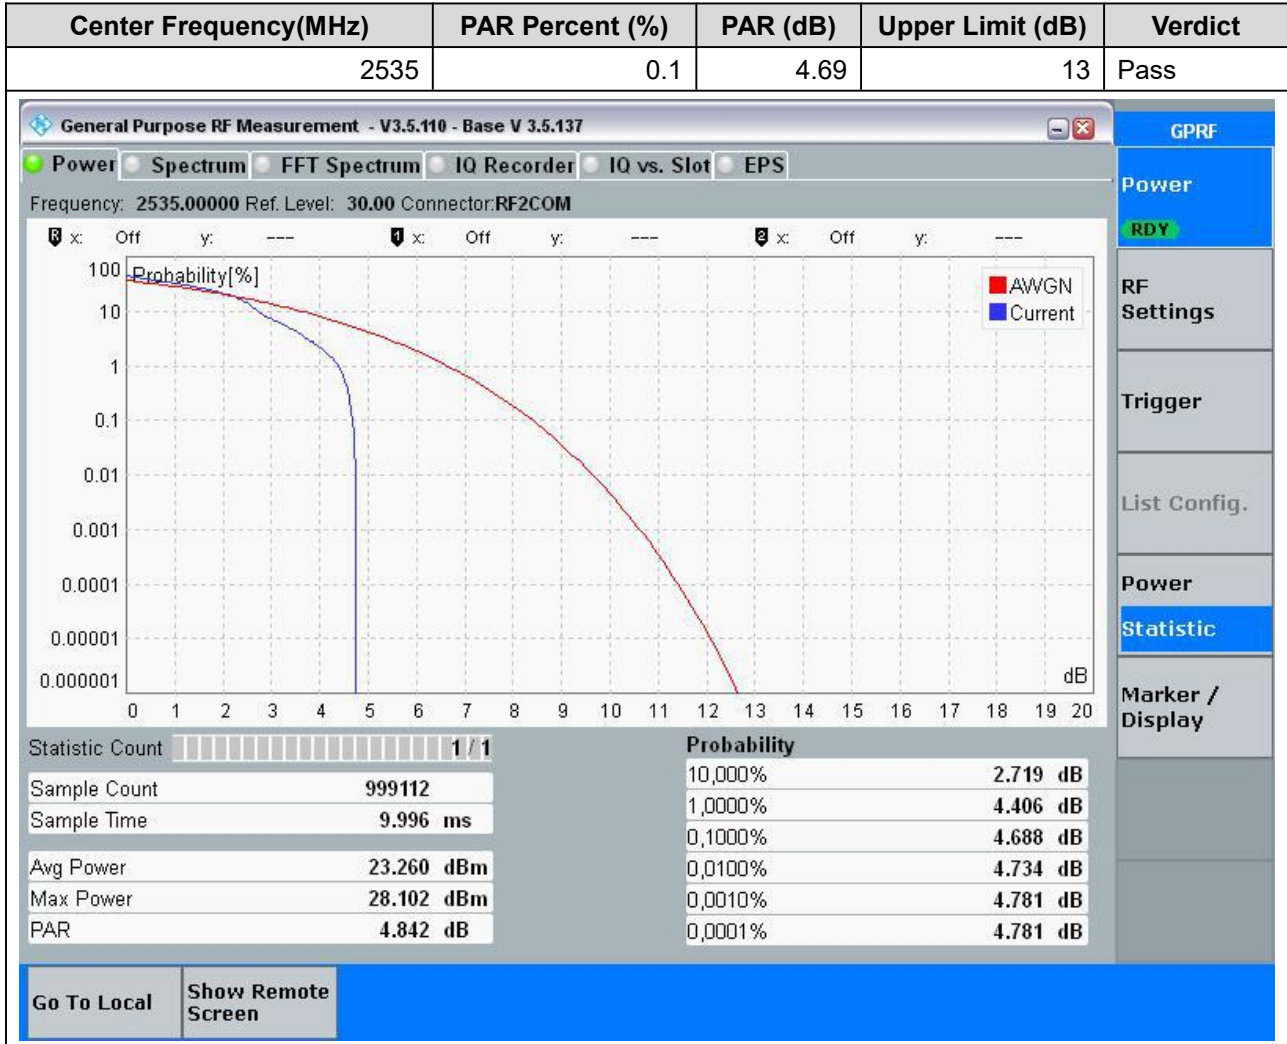 Center Frequency(MHz) PAR Percent (%) PAR (dB) Upper Limit (dB) Verdict
2535 0.1 4.69 13 Pass
General Purpose RF Measurement - V3.5.110 - Base V 3.5.137
GPRF
Power Spectrum FFT Spectrum IQ Recorder IQ vs. Slot EPS
Frequency: 2535.00000 Ref. Level: 30.00 Connector:RF2COM
R x: Off y: --- 1 x: Off y: --- 2 x: Off y: ---
Probability[%]
AWGN
Current
100
10
1
0.1
0.01
0.001
0.0001
0.00001
0.000001
dB
0 1 2 3 4 5 6 7 8 9 10 11 12 13 14 15 16 17 18 19 20
Statistic Count 1 / 1
Sample Count 999112
Sample Time 9.996 ms
Avg Power 23.260 dBm
Max Power 28.102 dBm
PAR 4.842 dB
Probability
10,000% 2.719 dB
1,0000% 4.406 dB
0,1000% 4.688 dB
0,0100% 4.734 dB
0,0010% 4.781 dB
0,0001% 4.781 dB
Power
RDY
RF
Settings
Trigger
List Config.
Power
Statistic
Marker /
Display
Go To Local
Show Remote
Screen